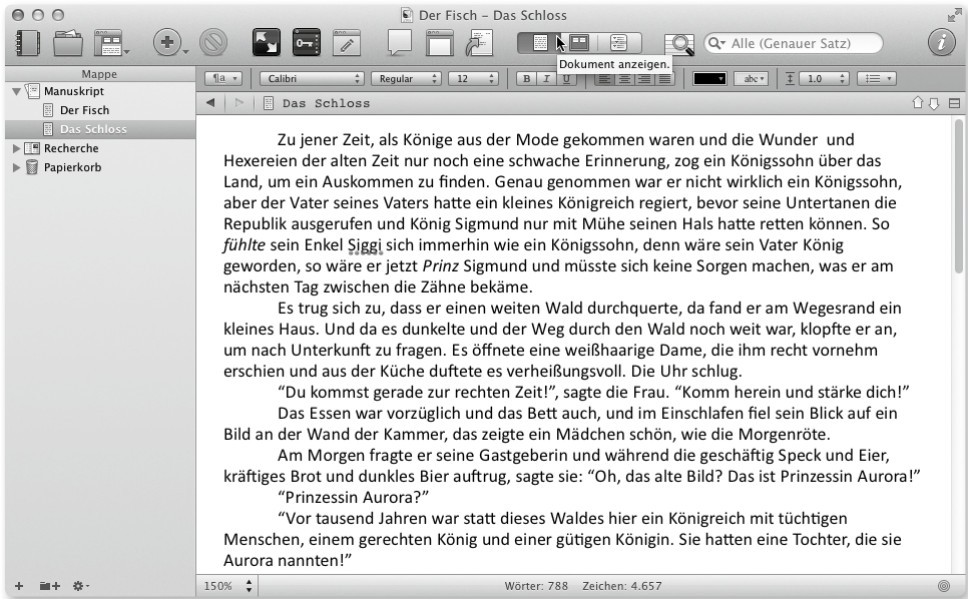 Der Fisch – Das Schloss
Alle (Genauer Satz)
Dokument anzeigen.
Mappe
¶a Calibri Regular 12 B I U abc 1.0
Manuskript
Der Fisch
Das Schloss
Recherche
Papierkorb
Das Schloss
Zu jener Zeit, als Könige aus der Mode gekommen waren und die Wunder und
Hexereien der alten Zeit nur noch eine schwache Erinnerung, zog ein Königssohn über das
Land, um ein Auskommen zu finden. Genau genommen war er nicht wirklich ein Königssohn,
aber der Vater seines Vaters hatte ein kleines Königreich regiert, bevor seine Untertanen die
Republik ausgerufen und König Sigmund nur mit Mühe seinen Hals hatte retten können. So
fühlte sein Enkel Siggi sich immerhin wie ein Königssohn, denn wäre sein Vater König
geworden, so wäre er jetzt Prinz Sigmund und müsste sich keine Sorgen machen, was er am
nächsten Tag zwischen die Zähne bekäme.
Es trug sich zu, dass er einen weiten Wald durchquerte, da fand er am Wegesrand ein
kleines Haus. Und da es dunkelte und der Weg durch den Wald noch weit war, klopfte er an,
um nach Unterkunft zu fragen. Es öffnete eine weißhaarige Dame, die ihm recht vornehm
erschien und aus der Küche duftete es verheißungsvoll. Die Uhr schlug.
“Du kommst gerade zur rechten Zeit!”, sagte die Frau. “Komm herein und stärke dich!”
Das Essen war vorzüglich und das Bett auch, und im Einschlafen fiel sein Blick auf ein
Bild an der Wand der Kammer, das zeigte ein Mädchen schön, wie die Morgenröte.
Am Morgen fragte er seine Gastgeberin und während die geschäftig Speck und Eier,
kräftiges Brot und dunkles Bier auftrug, sagte sie: “Oh, das alte Bild? Das ist Prinzessin Aurora!”
“Prinzessin Aurora?”
“Vor tausend Jahren war statt dieses Waldes hier ein Königreich mit tüchtigen
Menschen, einem gerechten König und einer gütigen Königin. Sie hatten eine Tochter, die sie
Aurora nannten!”
150% Wörter: 788 Zeichen: 4.657